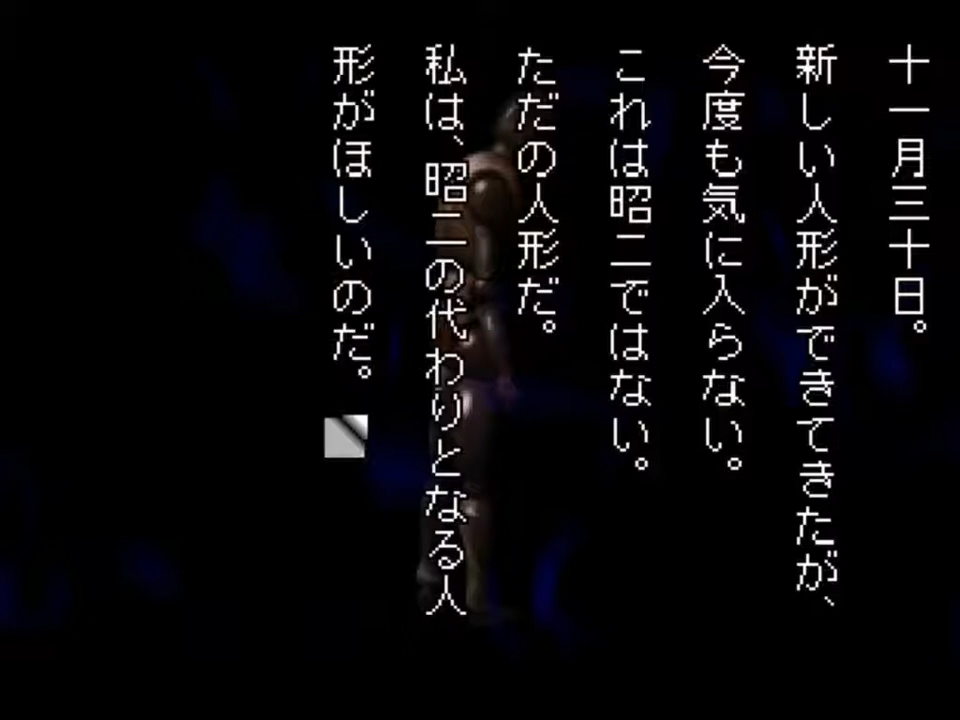 十一月三十日。
新しい人形ができてきたが、
今度も気に入らない。
これは昭二ではない。
ただの人形だ。
私は、昭二の代わりとなる人
形がほしいのだ。